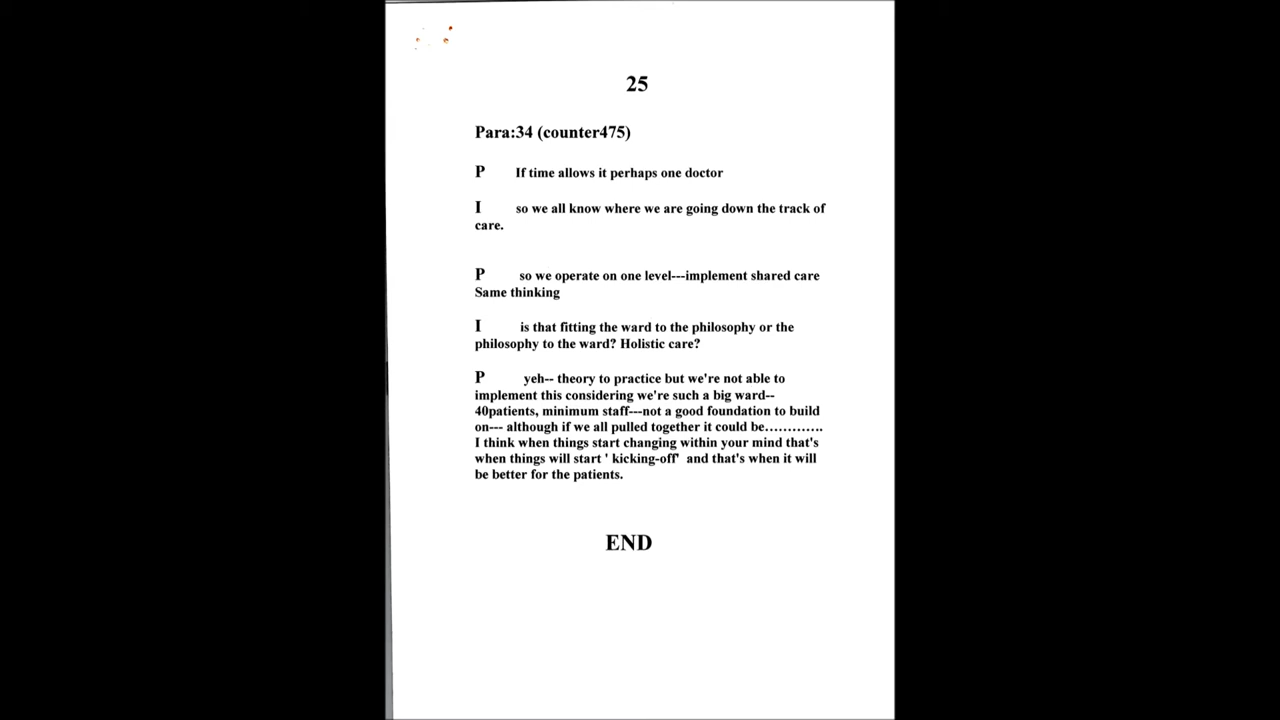 25
Para:34 (counter475)
P If time allows it perhaps one doctor
I so we all know where we are going down the track of
care.
P so we operate on one level---implement shared care
Same thinking
I is that fitting the ward to the philosophy or the
philosophy to the ward? Holistic care?
P yeh-- theory to practice but we're not able to
implement this considering we're such a big ward--
40patients, minimum staff---not a good foundation to build
on--- although if we all pulled together it could be………….
I think when things start changing within your mind that's
when things will start ' kicking-off' and that's when it will
be better for the patients.
END